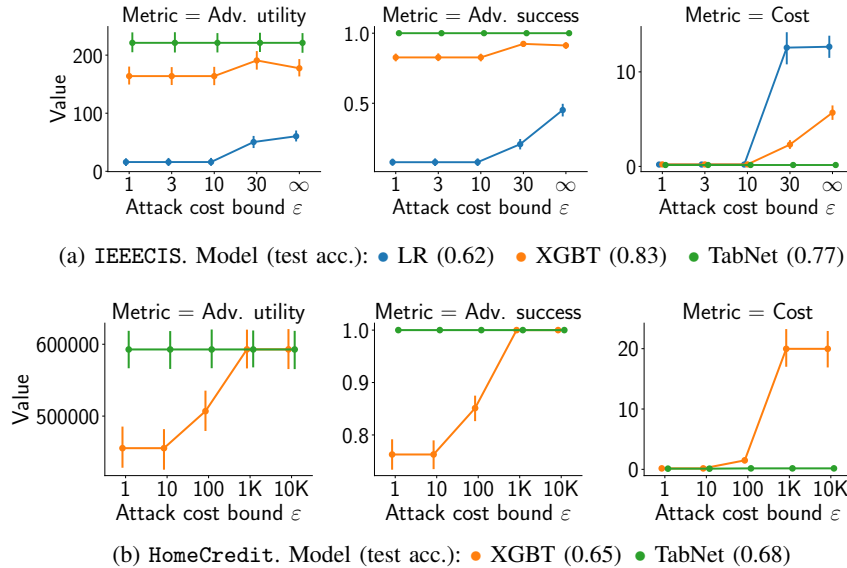 Metric = Adv. utility
Metric = Adv. success
Metric = Cost
Value
200
100
0
1 3 10 30 ∞
Attack cost bound ε
1.0
0.5
1 3 10 30 ∞
Attack cost bound ε
10
0
1 3 10 30 ∞
Attack cost bound ε
(a) IEEECIS. Model (test acc.): LR (0.62) XGBT (0.83) TabNet (0.77)
Metric = Adv. utility
Metric = Adv. success
Metric = Cost
Value
600000
500000
1 10 100 1K 10K
Attack cost bound ε
1.0
0.9
0.8
1 10 100 1K 10K
Attack cost bound ε
20
10
0
1 10 100 1K 10K
Attack cost bound ε
(b) HomeCredit. Model (test acc.): XGBT (0.65) TabNet (0.68)